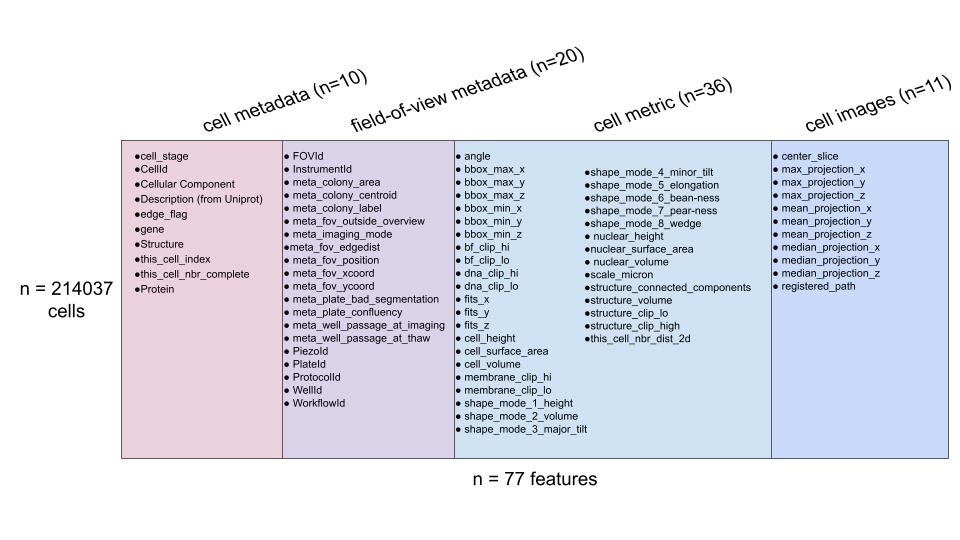 cell metadata (n=10)
field-of-view metadata (n=20)
cell metric (n=36)
cell images (n=11)
●cell_stage
●CellId
●Cellular Component
●Description (from Uniprot)
●edge_flag
●gene
●Structure
●this_cell_index
●this_cell_nbr_complete
●Protein
● FOVId
● InstrumentId
● meta_colony_area
● meta_colony_centroid
● meta_colony_label
● meta_fov_outside_overview
● meta_imaging_mode
●meta_fov_edgedist
● meta_fov_position
● meta_fov_xcoord
● meta_fov_ycoord
● meta_plate_bad_segmentation
● meta_plate_confluency
● meta_well_passage_at_imaging
● meta_well_passage_at_thaw
● PiezoId
● PlateId
● ProtocolId
● WellId
● WorkflowId
● angle
● bbox_max_x
● bbox_max_y
● bbox_max_z
● bbox_min_x
● bbox_min_y
● bbox_min_z
● bf_clip_hi
● bf_clip_lo
● dna_clip_hi
● dna_clip_lo
● fits_x
● fits_y
● fits_z
● cell_height
● cell_surface_area
● cell_volume
● membrane_clip_hi
● membrane_clip_lo
● shape_mode_1_height
● shape_mode_2_volume
● shape_mode_3_major_tilt
●shape_mode_4_minor_tilt
●shape_mode_5_elongation
●shape_mode_6_bean-ness
●shape_mode_7_pear-ness
●shape_mode_8_wedge
● nuclear_height
●nuclear_surface_area
● nuclear_volume
●scale_micron
●structure_connected_components
●structure_volume
●structure_clip_lo
●structure_clip_high
●this_cell_nbr_dist_2d
● center_slice
● max_projection_x
● max_projection_y
● max_projection_z
● mean_projection_x
● mean_projection_y
● mean_projection_z
● median_projection_x
● median_projection_y
● median_projection_z
● registered_path
n = 214037
cells
n = 77 features